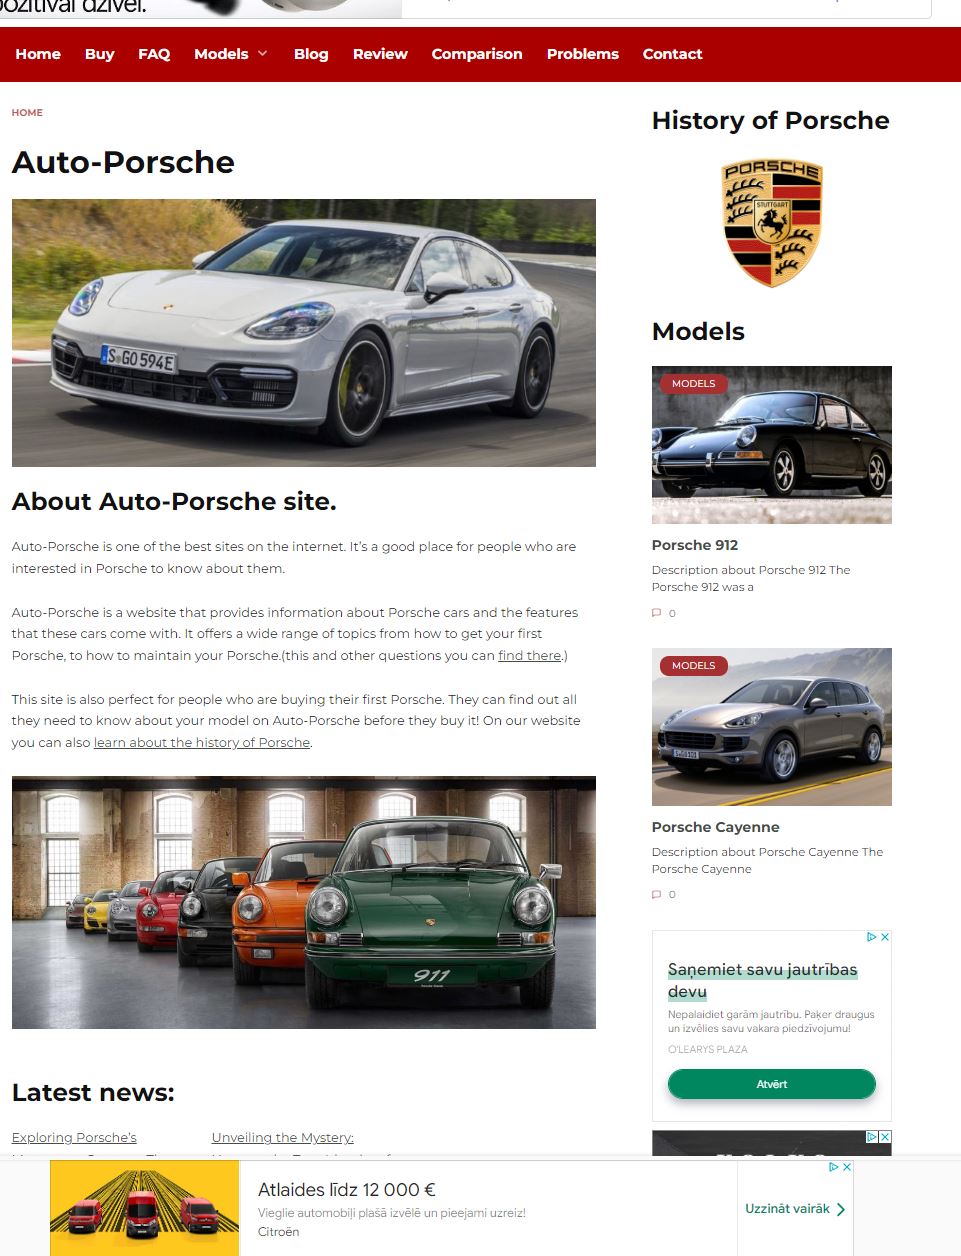 pozitīvai dzīvei.
Home Buy FAQ Models Blog Review Comparison Problems Contact
HOME
Auto-Porsche
S GO 594E
About Auto-Porsche site.
Auto-Porsche is one of the best sites on the internet. It's a good place for people who are
interested in Porsche to know about them.
Auto-Porsche is a website that provides information about Porsche cars and the features
that these cars come with. It offers a wide range of topics from how to get your first
Porsche, to how to maintain your Porsche.(this and other questions you can find there.)
This site is also perfect for people who are buying their first Porsche. They can find out all
they need to know about your model on Auto-Porsche before they buy it! On our website
you can also learn about the history of Porsche.
911
Latest news:
Exploring Porsche's
Unveiling the Mystery:
History of Porsche
PORSCHE
STUTTGART
Models
MODELS
Porsche 912
Description about Porsche 912 The
Porsche 912 was a
0
MODELS
Porsche Cayenne
Description about Porsche Cayenne The
Porsche Cayenne
0
Saņemiet savu jautrības
devu
Nepalaidiet garām jautrību. Paķer draugus
un izvēlies savu vakara piedzīvojumu!
O'LEARYS PLAZA
Atvērt
Atlaides līdz 12 000 €
Vieglie automobiļi plašā izvēlē un pieejami uzreiz!
Citroën
Uzzināt vairāk